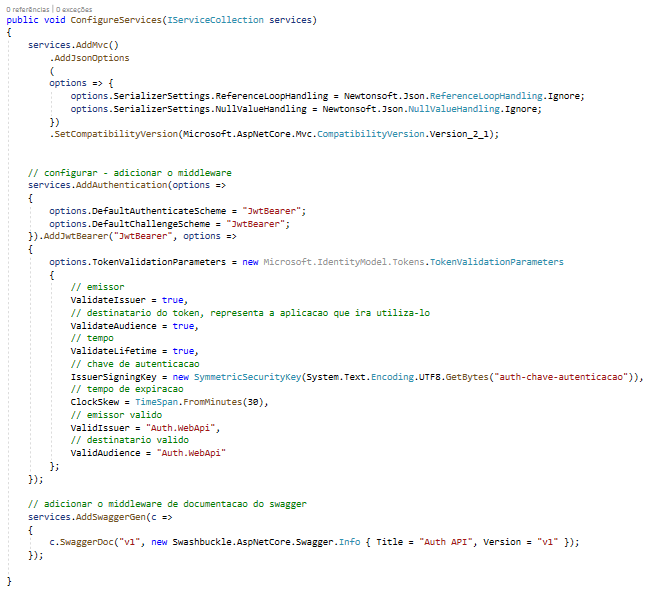 0 referências | 0 exceções
public void ConfigureServices(IServiceCollection services)
{
services.AddMvc()
.AddJsonOptions
(
options => {
options.SerializerSettings.ReferenceLoopHandling = Newtonsoft.Json.ReferenceLoopHandling.Ignore;
options.SerializerSettings.NullValueHandling = Newtonsoft.Json.NullValueHandling.Ignore;
})
.SetCompatibilityVersion(Microsoft.AspNetCore.Mvc.CompatibilityVersion.Version_2_1);
// configurar - adicionar o middleware
services.AddAuthentication(options =>
{
options.DefaultAuthenticateScheme = "JwtBearer";
options.DefaultChallengeScheme = "JwtBearer";
}).AddJwtBearer("JwtBearer", options =>
{
options.TokenValidationParameters = new Microsoft.IdentityModel.Tokens.TokenValidationParameters
{
// emissor
ValidateIssuer = true,
// destinatario do token, representa a aplicacao que ira utiliza-lo
ValidateAudience = true,
// tempo
ValidateLifetime = true,
// chave de autenticacao
IssuerSigningKey = new SymmetricSecurityKey(System.Text.Encoding.UTF8.GetBytes("auth-chave-autenticacao")),
// tempo de expiracao
ClockSkew = TimeSpan.FromMinutes(30),
// emissor valido
ValidIssuer = "Auth.WebApi",
// destinatario valido
ValidAudience = "Auth.WebApi"
};
});
// adicionar o middleware de documentacao do swagger
services.AddSwaggerGen(c =>
{
c.SwaggerDoc("v1", new Swashbuckle.AspNetCore.Swagger.Info { Title = "Auth API", Version = "v1" });
});
}